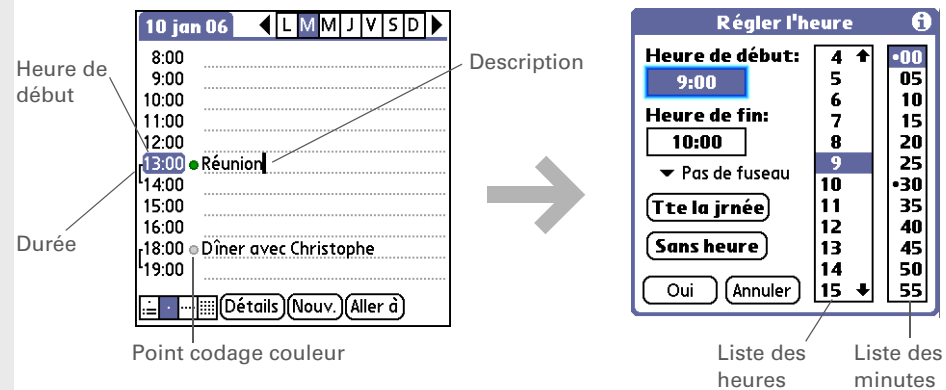 10 jan 06 L M M J V S D
8:00
9:00
10:00
11:00
12:00
13:00 Réunion
14:00
15:00
16:00
18:00 Dîner avec Christophe
19:00
Détails Nouv. Aller à
Heure de
début
Durée
Description
Point codage couleur
Régler l'heure
Heure de début:
9:00
Heure de fin:
10:00
Pas de fuseau
Tte la jrnée
Sans heure
Oui Annuler
4
5
6
7
8
9
10
11
12
13
14
15
•00
05
10
15
20
25
•30
35
40
45
50
55
Liste des
heures
Liste des
minutes